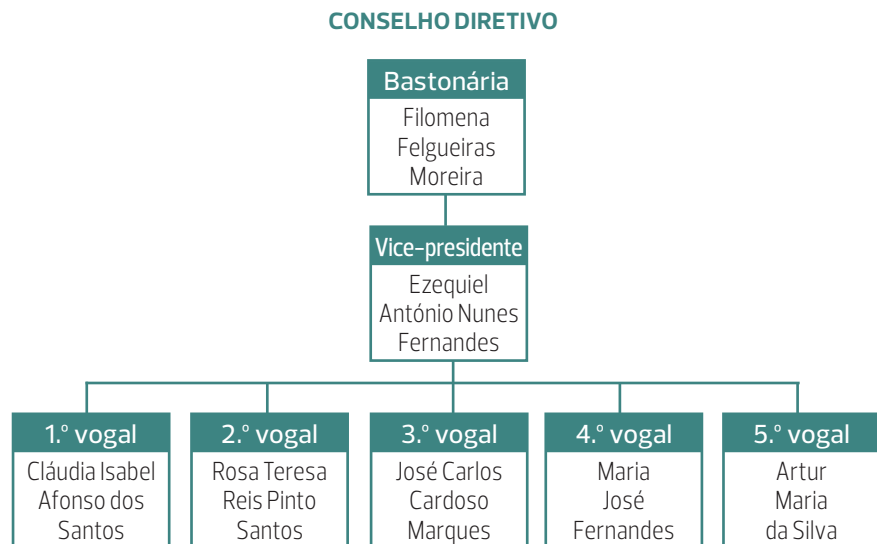 CONSELHO DIRETIVO
Bastonária
Filomena
Felgueiras
Moreira
Vice-presidente
Ezequiel
António Nunes
Fernandes
1.º vogal
Cláudia Isabel
Afonso dos
Santos
2.º vogal
Rosa Teresa
Reis Pinto
Santos
3.º vogal
José Carlos
Cardoso
Marques
4.º vogal
Maria
José
Fernandes
5.º vogal
Artur
Maria
da Silva